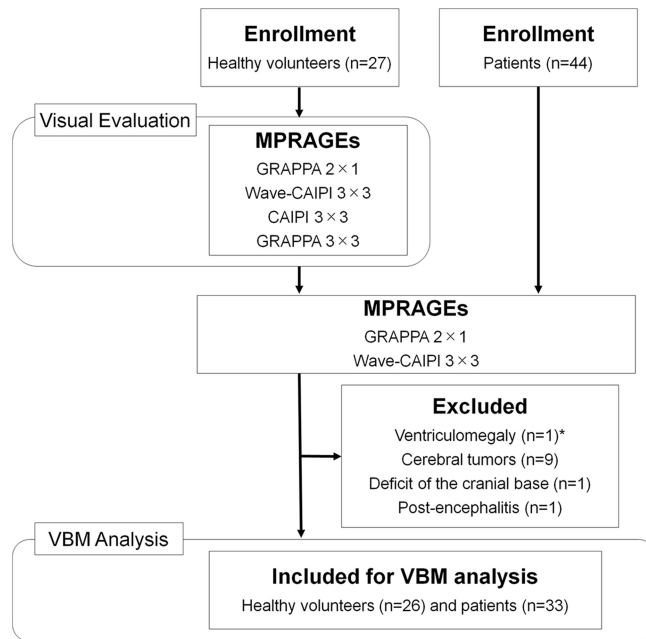 Enrollment
Healthy volunteers (n=27)
Enrollment
Patients (n=44)
Visual Evaluation
MPRAGEs
GRAPPA 2×1
Wave-CAIPI 3×3
CAIPI 3×3
GRAPPA 3×3
MPRAGEs
GRAPPA 2×1
Wave-CAIPI 3×3
Excluded
Ventriculomegaly (n=1)*
Cerebral tumors (n=9)
Deficit of the cranial base (n=1)
Post-encephalitis (n=1)
VBM Analysis
Included for VBM analysis
Healthy volunteers (n=26) and patients (n=33)